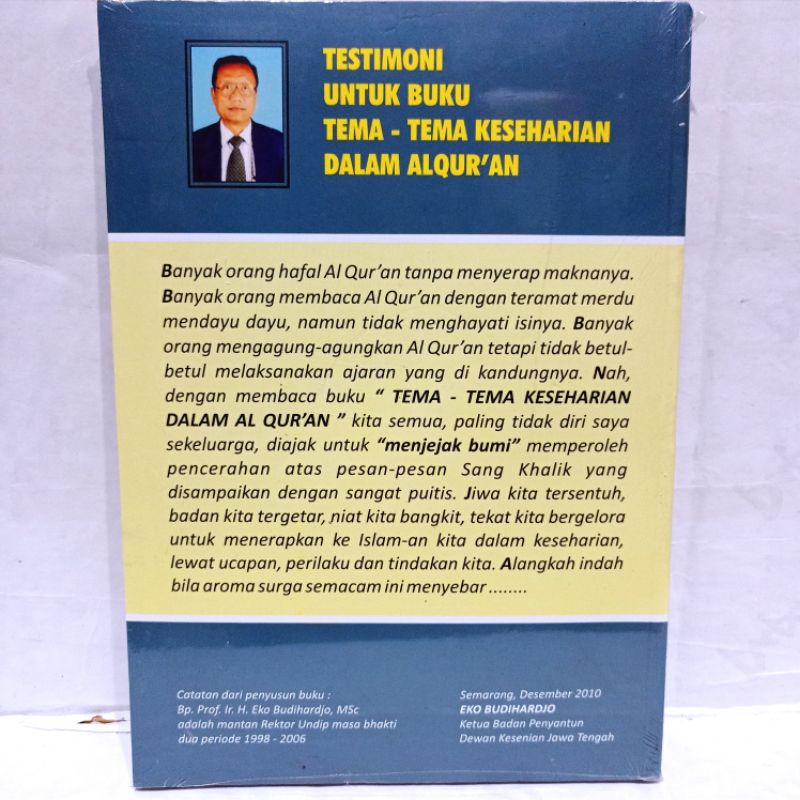 TESTIMONI
UNTUK BUKU
TEMA - TEMA KESEHARIAN
DALAM ALQUR'AN
Banyak orang hafal Al Qur'an tanpa menyerap maknanya.
Banyak orang membaca Al Qur'an dengan teramat merdu
mendayu dayu, namun tidak menghayati isinya. Banyak
orang mengagung-agungkan Al Qur'an tetapi tidak betul-
betul melaksanakan ajaran yang di kandungnya. Nah,
dengan membaca buku “ TEMA - TEMA KESEHARIAN
DALAM AL QUR'AN ” kita semua, paling tidak diri saya
sekeluarga, diajak untuk “menjejak bumi” memperoleh
pencerahan atas pesan-pesan Sang Khalik yang
disampaikan dengan sangat puitis. Jiwa kita tersentuh,
badan kita tergetar, niat kita bangkit, tekat kita bergelora
untuk menerapkan ke Islam-an kita dalam keseharian,
lewat ucapan, perilaku dan tindakan kita. Alangkah indah
bila aroma surga semacam ini menyebar ........
Catatan dari penyusun buku :
Bp. Prof. Ir. H. Eko Budihardjo, MSc
adalah mantan Rektor Undip masa bhakti
dua periode 1998 - 2006
Semarang, Desember 2010
EKO BUDIHARDJO
Ketua Badan Penyantun
Dewan Kesenian Jawa Tengah